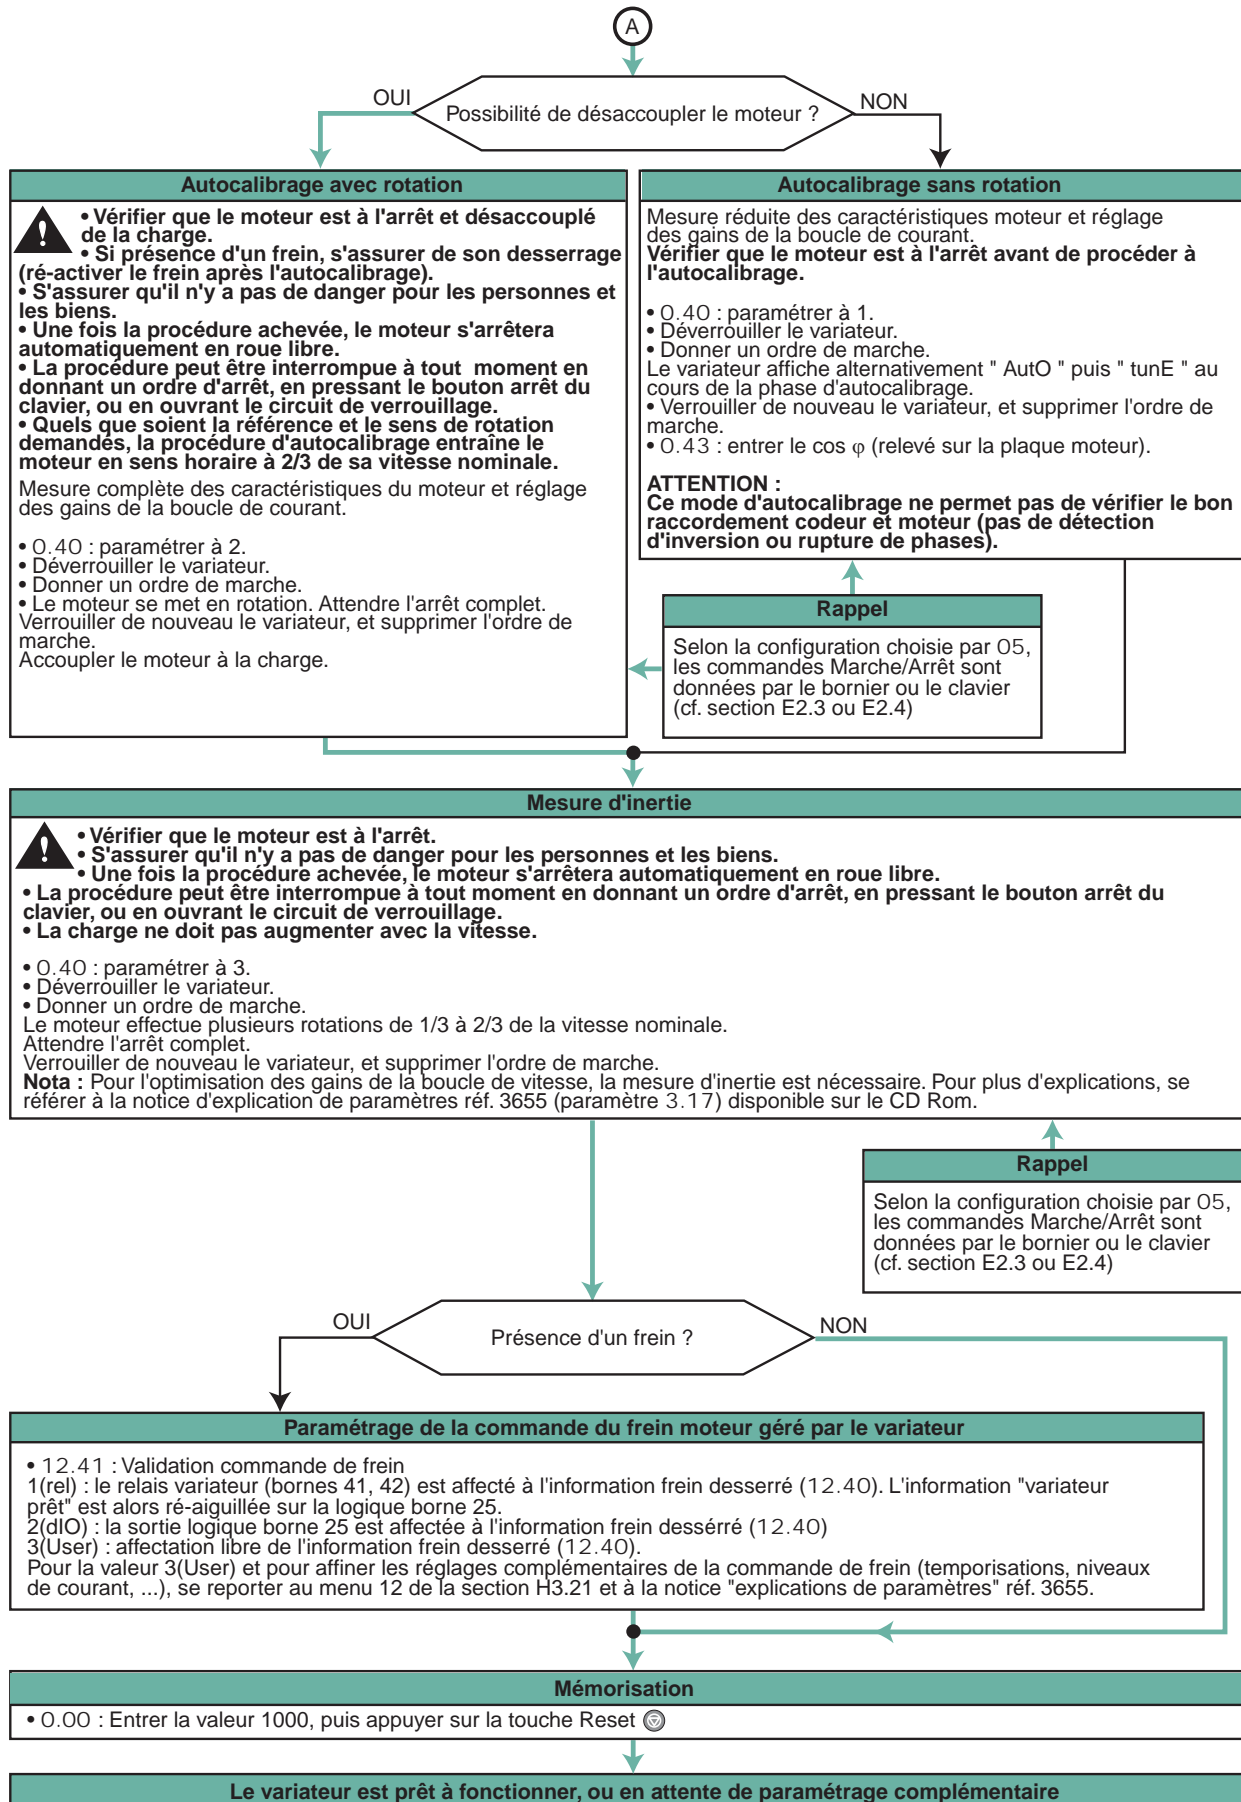 A
OUI
Possibilité de désaccoupler le moteur ?
NON
Autocalibrage avec rotation
• Vérifier que le moteur est à l'arrêt et désaccouplé
de la charge.
• Si présence d'un frein, s'assurer de son desserrage
(ré-activer le frein après l'autocalibrage).
• S'assurer qu'il n'y a pas de danger pour les personnes et
les biens.
• Une fois la procédure achevée, le moteur s'arrêtera
automatiquement en roue libre.
• La procédure peut être interrompue à tout moment en
donnant un ordre d'arrêt, en pressant le bouton arrêt du
clavier, ou en ouvrant le circuit de verrouillage.
• Quels que soient la référence et le sens de rotation
demandés, la procédure d'autocalibrage entraîne le
moteur en sens horaire à 2/3 de sa vitesse nominale.
Mesure complète des caractéristiques du moteur et réglage
des gains de la boucle de courant.
• 0.40 : paramétrer à 2.
• Déverrouiller le variateur.
• Donner un ordre de marche.
• Le moteur se met en rotation. Attendre l'arrêt complet.
Verrouiller de nouveau le variateur, et supprimer l'ordre de
marche.
Accoupler le moteur à la charge.
Autocalibrage sans rotation
Mesure réduite des caractéristiques moteur et réglage
des gains de la boucle de courant.
Vérifier que le moteur est à l'arrêt avant de procéder à
l'autocalibrage.
• 0.40 : paramétrer à 1.
• Déverrouiller le variateur.
• Donner un ordre de marche.
Le variateur affiche alternativement " AutO " puis " tunE " au
cours de la phase d'autocalibrage.
• Verrouiller de nouveau le variateur, et supprimer l'ordre de
marche.
• 0.43 : entrer le cos φ (relevé sur la plaque moteur).
ATTENTION :
Ce mode d'autocalibrage ne permet pas de vérifier le bon
raccordement codeur et moteur (pas de détection
d'inversion ou rupture de phases).
Rappel
Selon la configuration choisie par 05,
les commandes Marche/Arrêt sont
données par le bornier ou le clavier
(cf. section E2.3 ou E2.4)
Mesure d'inertie
• Vérifier que le moteur est à l'arrêt.
• S'assurer qu'il n'y a pas de danger pour les personnes et les biens.
• Une fois la procédure achevée, le moteur s'arrêtera automatiquement en roue libre.
• La procédure peut être interrompue à tout moment en donnant un ordre d'arrêt, en pressant le bouton arrêt du
clavier, ou en ouvrant le circuit de verrouillage.
• La charge ne doit pas augmenter avec la vitesse.
• 0.40 : paramétrer à 3.
• Déverrouiller le variateur.
• Donner un ordre de marche.
Le moteur effectue plusieurs rotations de 1/3 à 2/3 de la vitesse nominale.
Attendre l'arrêt complet.
Verrouiller de nouveau le variateur, et supprimer l'ordre de marche.
Nota : Pour l'optimisation des gains de la boucle de vitesse, la mesure d'inertie est nécessaire. Pour plus d'explications, se
référer à la notice d'explication de paramètres réf. 3655 (paramètre 3.17) disponible sur le CD Rom.
Rappel
Selon la configuration choisie par 05,
les commandes Marche/Arrêt sont
données par le bornier ou le clavier
(cf. section E2.3 ou E2.4)
OUI
Présence d'un frein ?
NON
Paramétrage de la commande du frein moteur géré par le variateur
• 12.41 : Validation commande de frein
1(rel) : le relais variateur (bornes 41, 42) est affecté à l'information frein desserré (12.40). L'information "variateur
prêt" est alors ré-aiguillée sur la logique borne 25.
2(dIO) : la sortie logique borne 25 est affectée à l'information frein dessérré (12.40)
3(User) : affectation libre de l'information frein desserré (12.40).
Pour la valeur 3(User) et pour affiner les réglages complémentaires de la commande de frein (temporisations, niveaux
de courant, ...), se reporter au menu 12 de la section H3.21 et à la notice "explications de paramètres" réf. 3655.
Mémorisation
• 0.00 : Entrer la valeur 1000, puis appuyer sur la touche Reset
Le variateur est prêt à fonctionner, ou en attente de paramétrage complémentaire